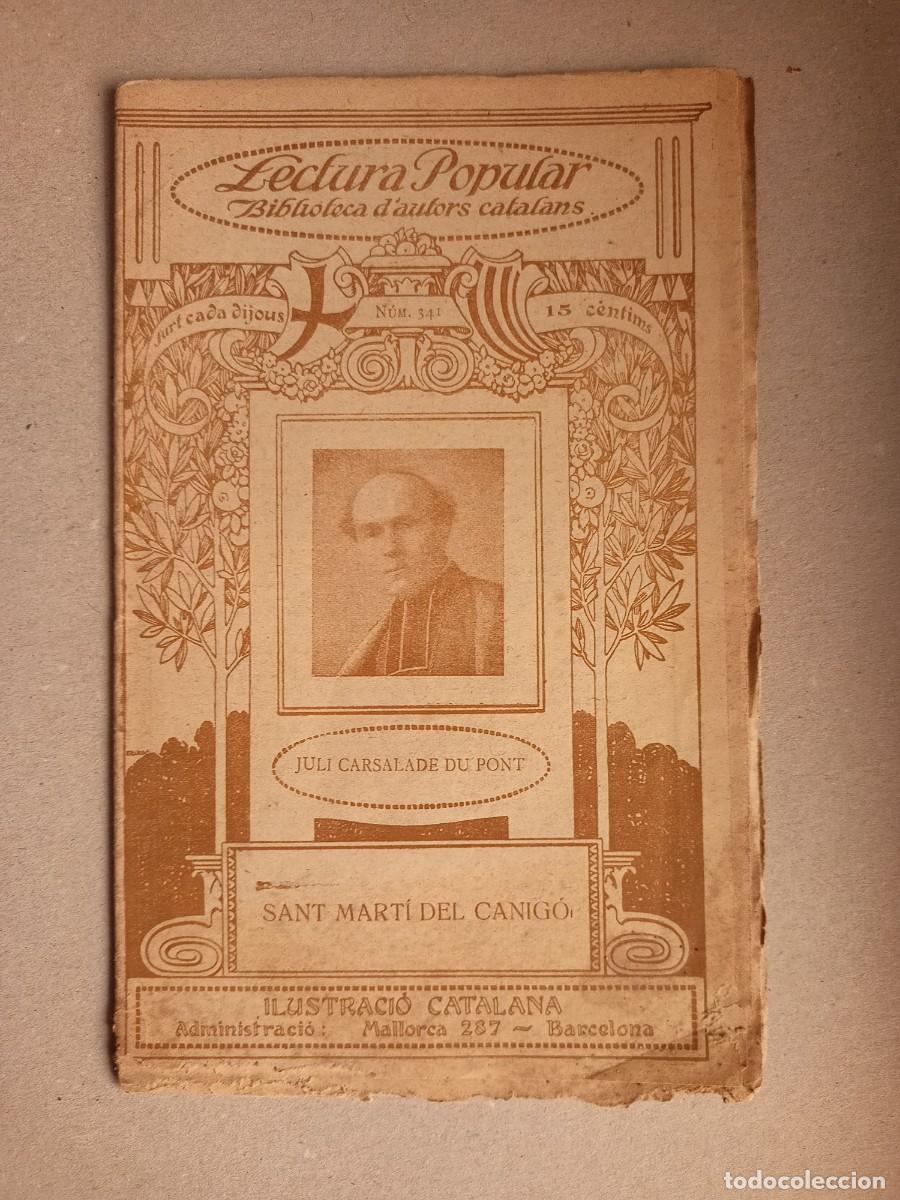 Lectura Popular
Biblioteca d'autors catalans
Surt cada dijous
Núm. 341
15 cèntims
JULI CARSALADE DU PONT
SANT MARTÍ DEL CANIGÓ
ILUSTRACIÓ CATALANA
Administració: Mallorca 287 ~ Barcelona
todocoleccion